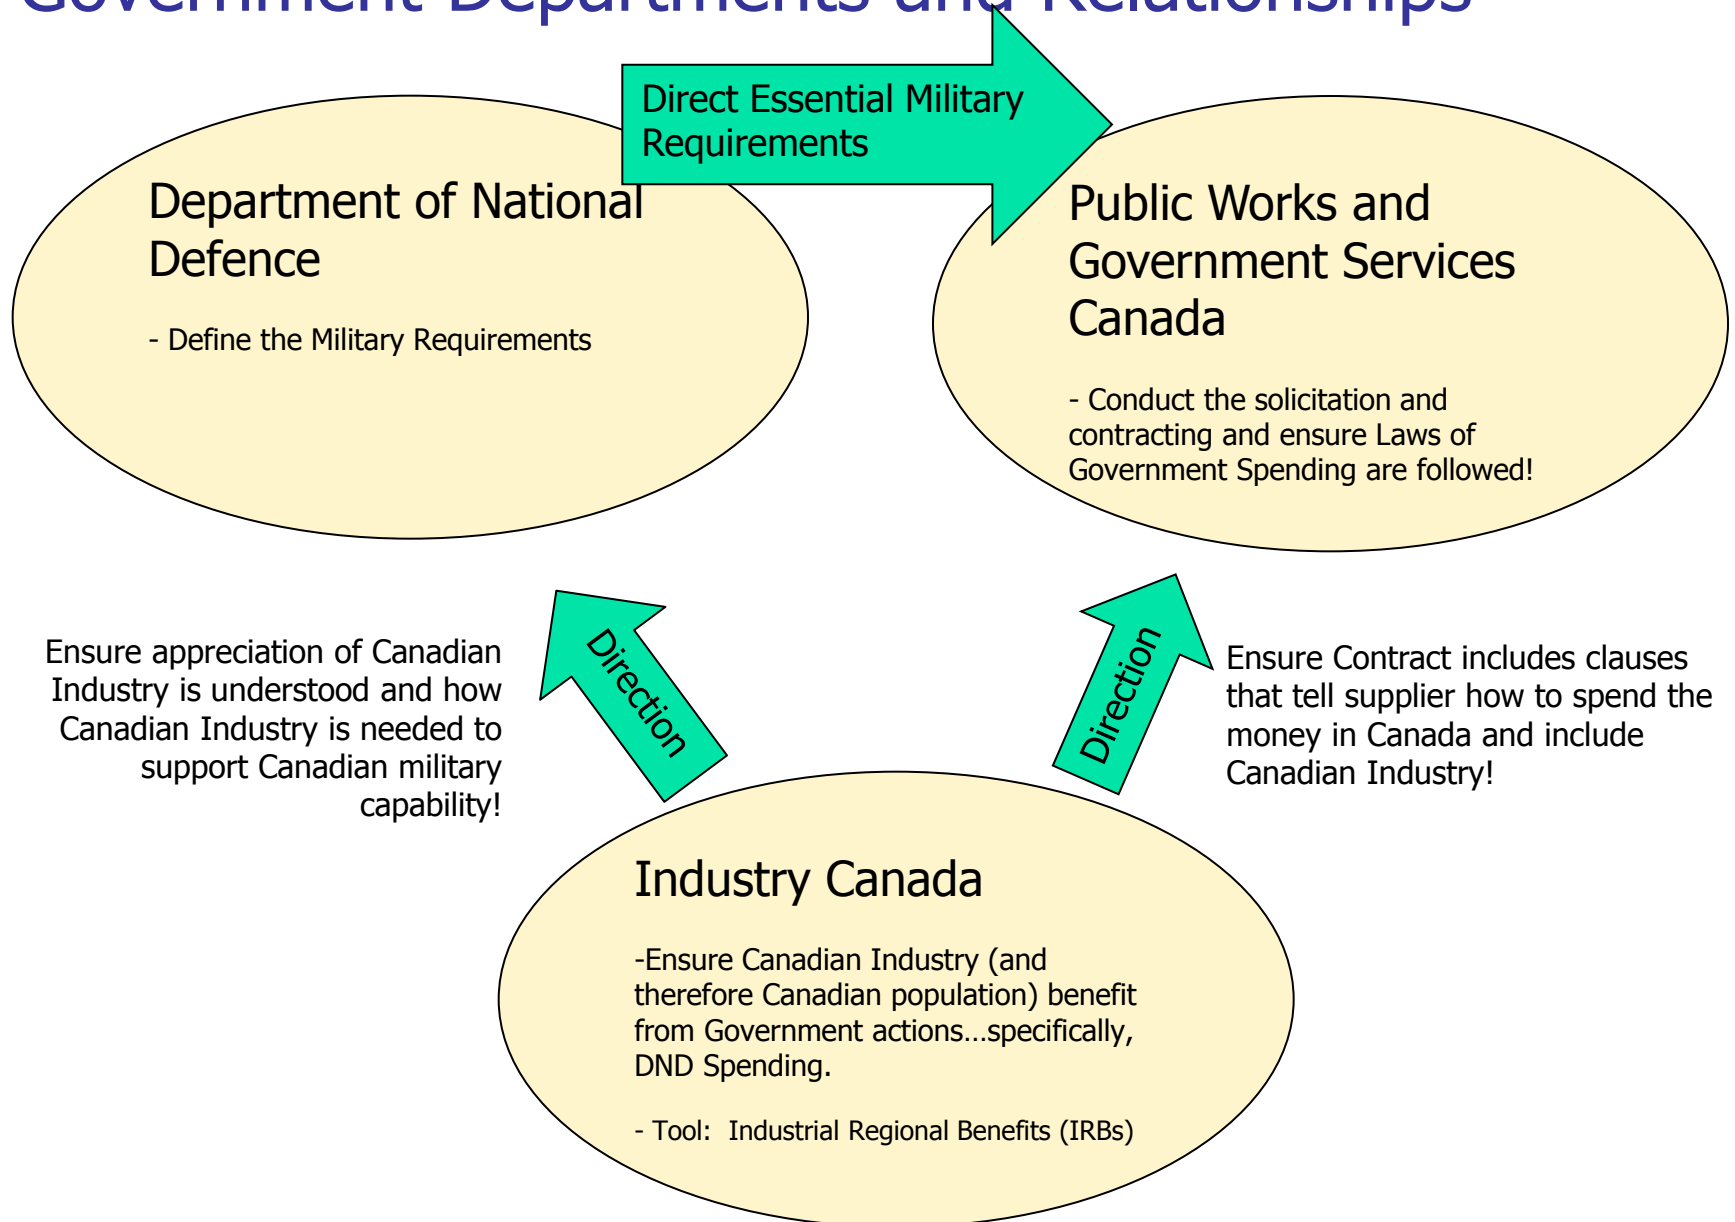 Government Departments and Relationships
Direct Essential Military
Requirements
Department of National
Defence
- Define the Military Requirements
Public Works and
Government Services
Canada
- Conduct the solicitation and
contracting and ensure Laws of
Government Spending are followed!
Ensure appreciation of Canadian
Industry is understood and how
Canadian Industry is needed to
support Canadian military
capability!
Direction
Direction
Ensure Contract includes clauses
that tell supplier how to spend the
money in Canada and include
Canadian Industry!
Industry Canada
-Ensure Canadian Industry (and
therefore Canadian population) benefit
from Government actions...specifically,
DND Spending.
- Tool:  Industrial Regional Benefits (IRBs)